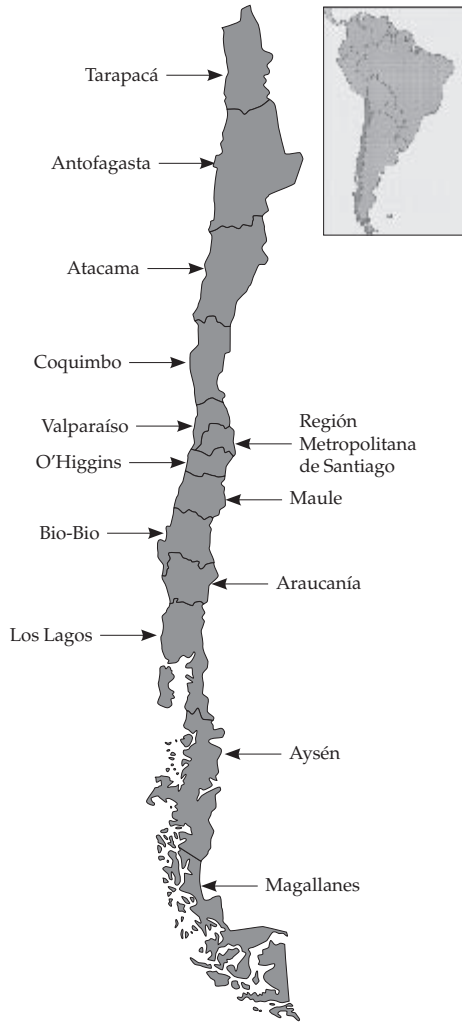 Tarapacá
Antofagasta
Atacama
Coquimbo
Valparaíso
Región
Metropolitana
de Santiago
O’Higgins
Maule
Bio-Bio
Araucanía
Los Lagos
Aysén
Magallanes